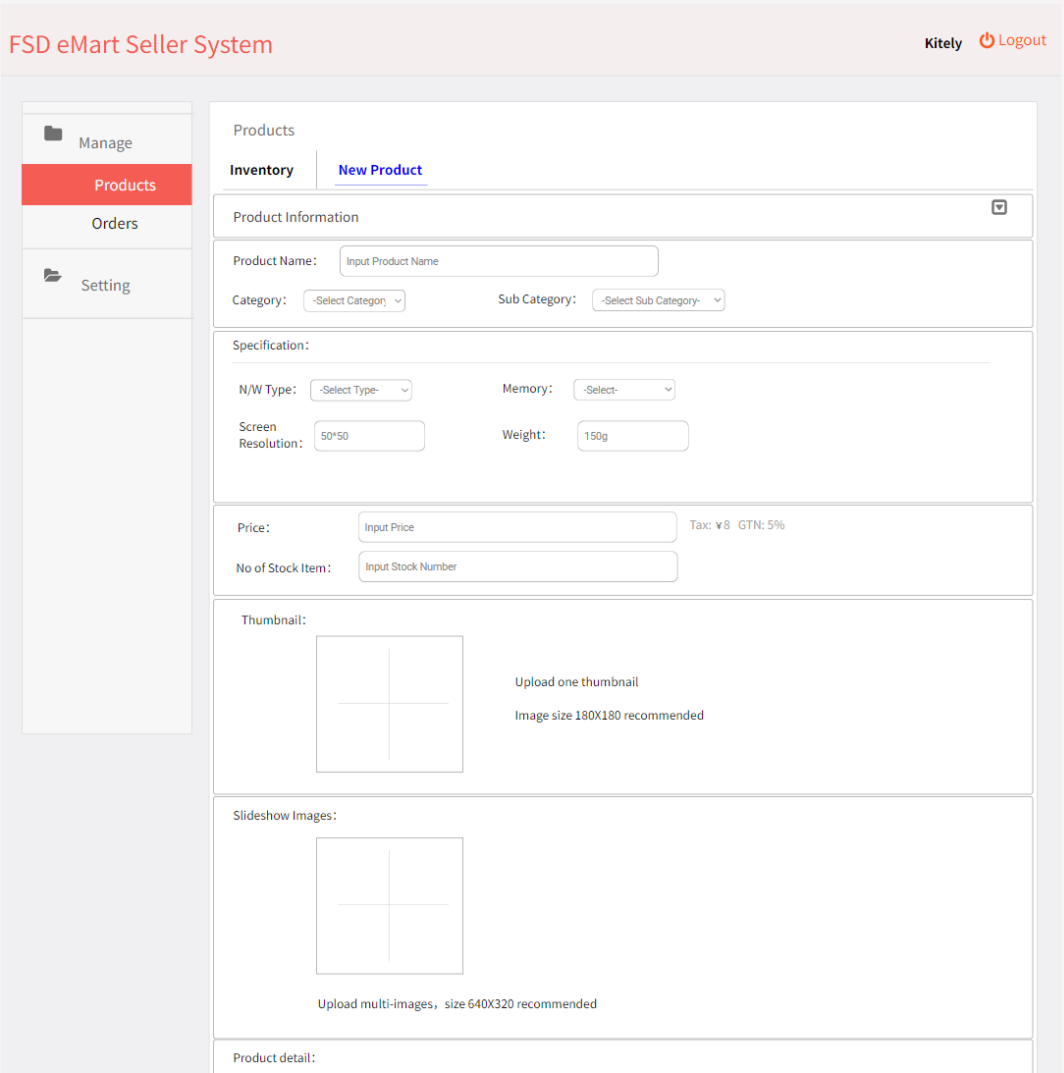 FSD eMart Seller System
Kitely Logout
Manage
Products
Orders
Setting
Products
Inventory New Product
Product Information
Product Name： Input Product Name
Category： -Select Category Sub Category： -Select Sub Category-
Specification：
N/W Type： -Select Type- Memory： -Select-
Screen
Resolution： 50*50 Weight： 150g
Price： Input Price Tax: ¥8 GTN: 5%
No of Stock Item： Input Stock Number
Thumbnail：
Upload one thumbnail
Image size 180X180 recommended
Slideshow Images：
Upload multi-images，size 640X320 recommended
Product detail：